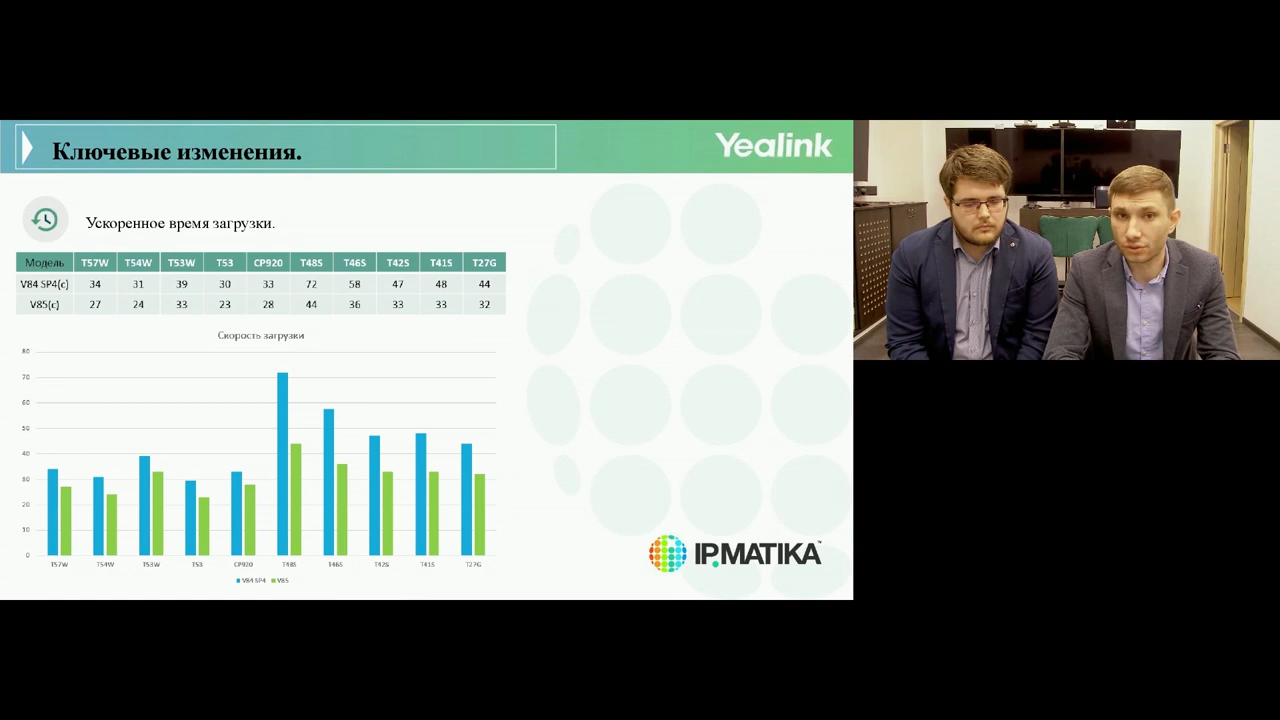 Ключевые изменения.
Yealink
Ускоренное время загрузки.
Модель T57W T54W T53W T53 CP920 T48S T46S T42S T41S T27G
V84 SP4(с) 34 31 39 30 33 72 58 47 48 44
V85(с) 27 24 33 23 28 44 36 33 33 32
Скорость загрузки
80
70
60
50
40
30
20
10
0
T57W T54W T53W T53 CP920 T48S T46S T42S T41S T27G
V84 SP4 V85
IPMATIKA™